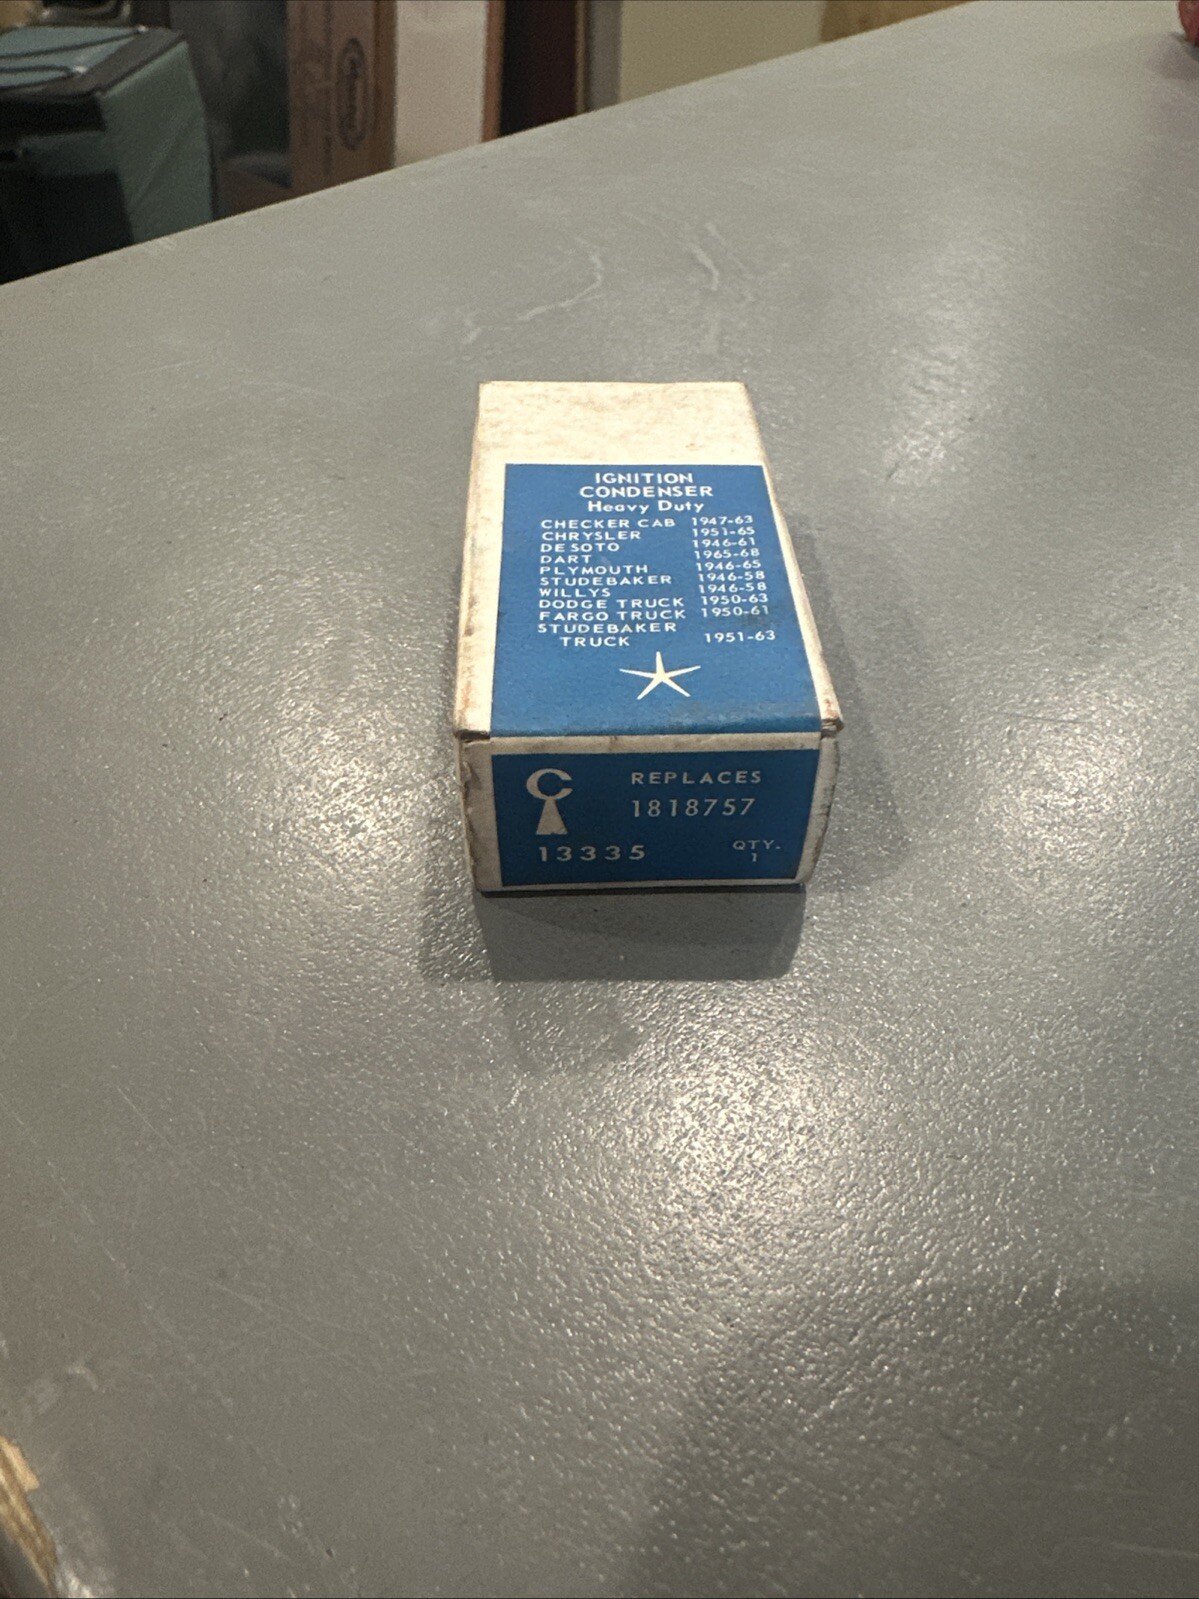 IGNITION
CONDENSER
Heavy Duty
CHECKER CAB 1947-63
CHRYSLER 1951-65
DE SOTO 1946-61
DART 1965-68
PLYMOUTH 1946-65
STUDEBAKER 1946-58
WILLYS 1946-58
DODGE TRUCK 1950-63
FARGO TRUCK 1950-61
STUDEBAKER
TRUCK 1951-63
C
REPLACES
1818757
13335
QTY.
1